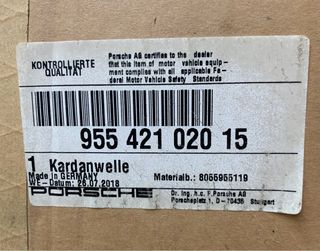 KONTROLLIERTE
QUALITÄT
Porsche AG certifies to the dealer
that this item of motor vehicle equip-
ment complies with all applicable Fe-
deral Motor Vehicle Safety Standards
955 421 020 15
1 Kardanwelle
Made in GERMANY
Materialb.: 8055955119
WE-Datum: 26.07.2018
PORSCHE
Dr. Ing. h.c. F.Porsche AG
Porscheplatz 1, D-70435 Stuttgart